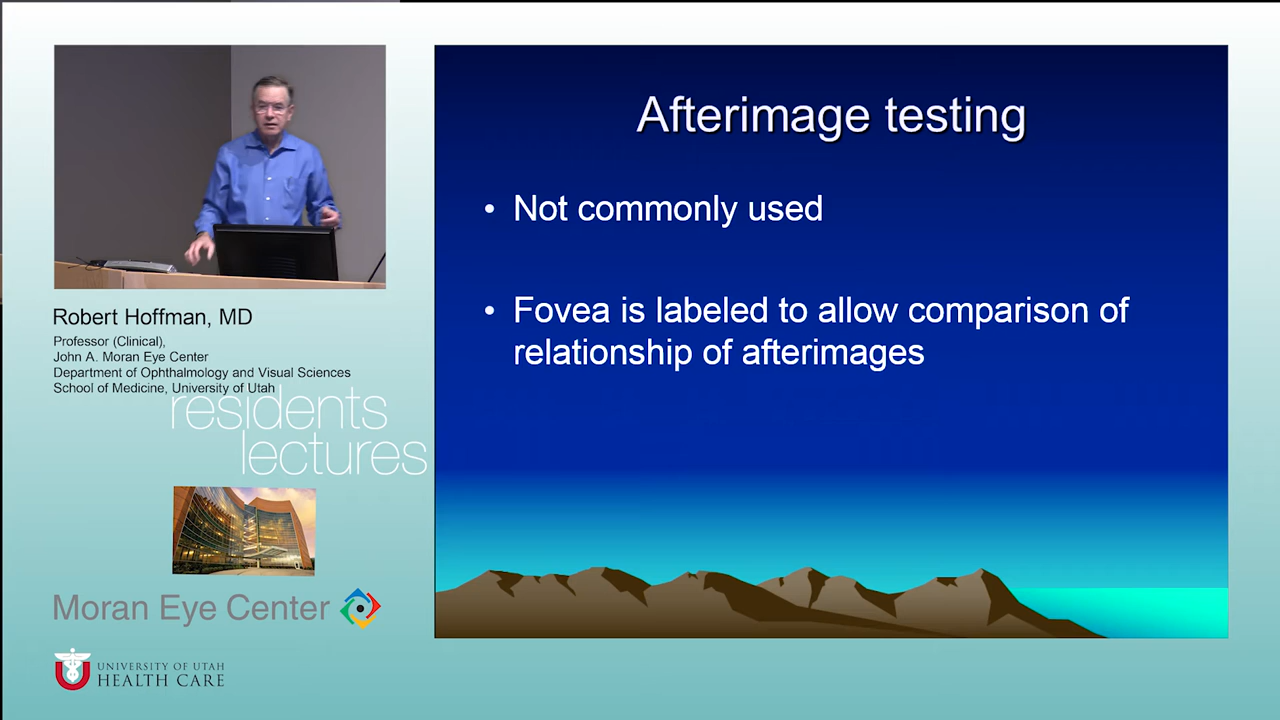 Robert Hoffman, MD
Professor (Clinical),
John A. Moran Eye Center
Department of Ophthalmology and Visual Sciences
School of Medicine, University of Utah
residents
lectures
Moran Eye Center
UNIVERSITY OF UTAH
HEALTH CARE
Afterimage testing
• Not commonly used
• Fovea is labeled to allow comparison of
relationship of afterimages